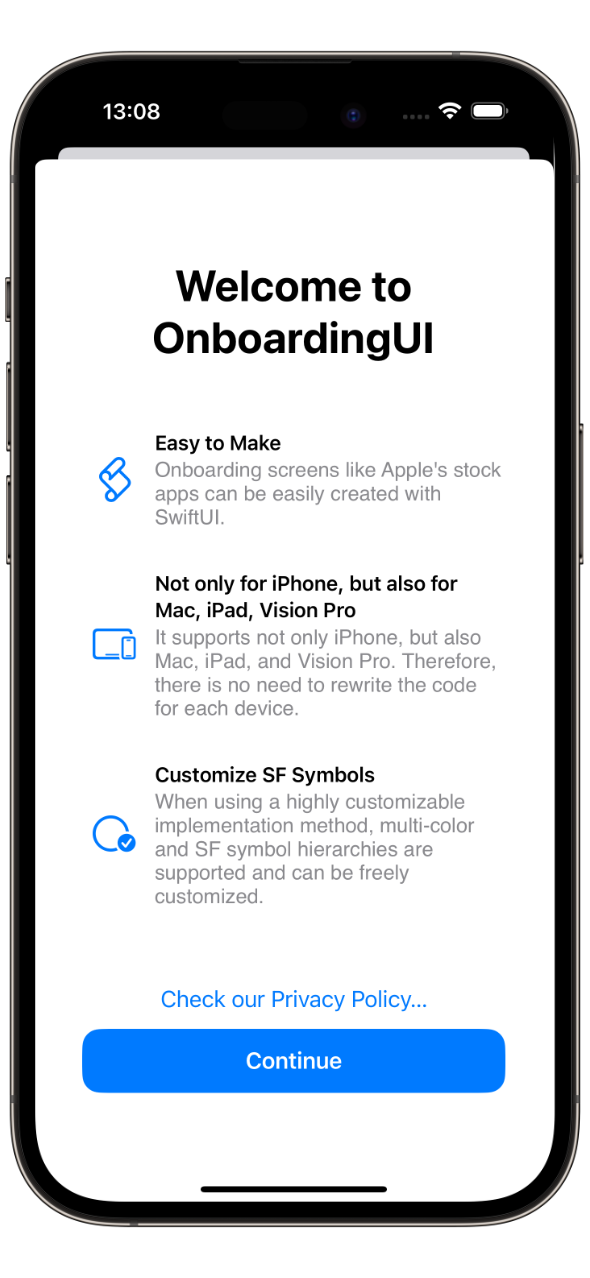 13:08
Welcome to
OnboardingUI
Easy to Make
Onboarding screens like Apple's stock
apps can be easily created with
SwiftUI.
Not only for iPhone, but also for
Mac, iPad, Vision Pro
It supports not only iPhone, but also
Mac, iPad, and Vision Pro. Therefore,
there is no need to rewrite the code
for each device.
Customize SF Symbols
When using a highly customizable
implementation method, multi-color
and SF symbol hierarchies are
supported and can be freely
customized.
Check our Privacy Policy...
Continue